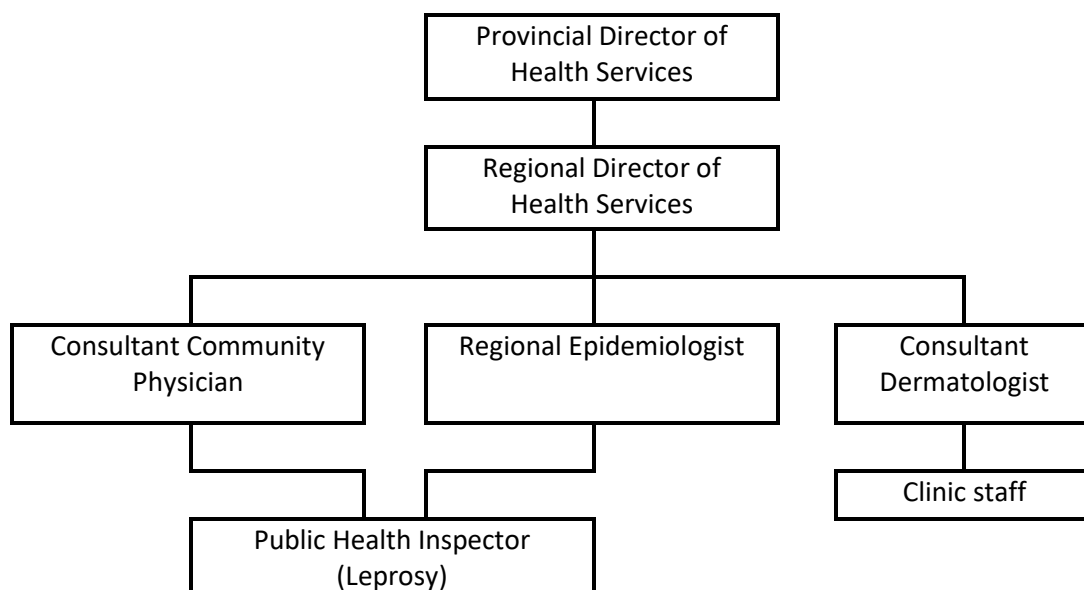 Provincial Director of
Health Services
Regional Director of
Health Services
Consultant Community
Physician
Regional Epidemiologist
Consultant
Dermatologist
Clinic staff
Public Health Inspector
(Leprosy)